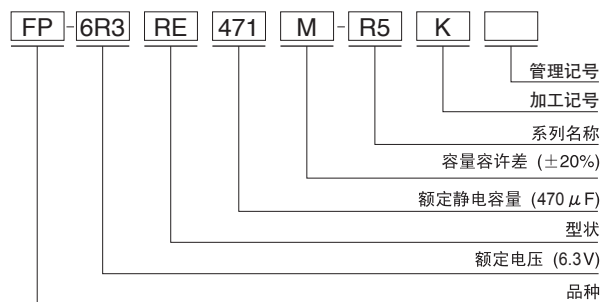 FP-6R3 RE 471 M-R5 K
管理记号
加工记号
系列名称
容量容许差 (±20%)
额定静电容量 (470μF)
型状
额定电压 (6.3V)
品种